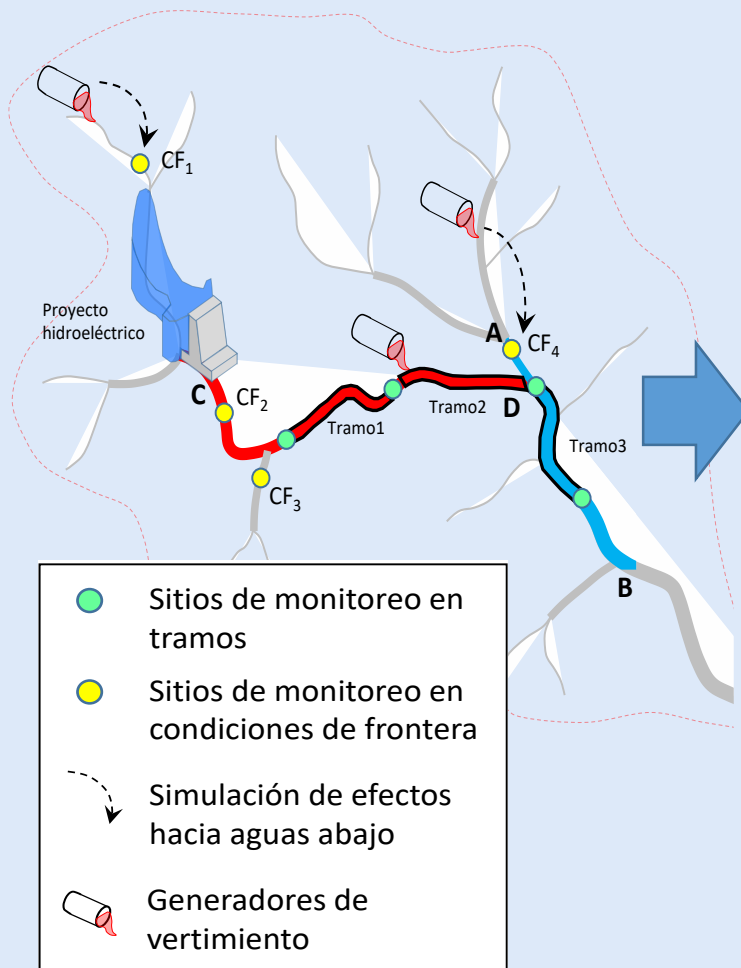 CF1
Proyecto
hidroeléctrico
A
CF4
C
CF2
Tramo1
Tramo2
D
Tramo3
CF3
B
Sitios de monitoreo en
tramos
Sitios de monitoreo en
condiciones de frontera
Simulación de efectos
hacia aguas abajo
Generadores de
vertimiento